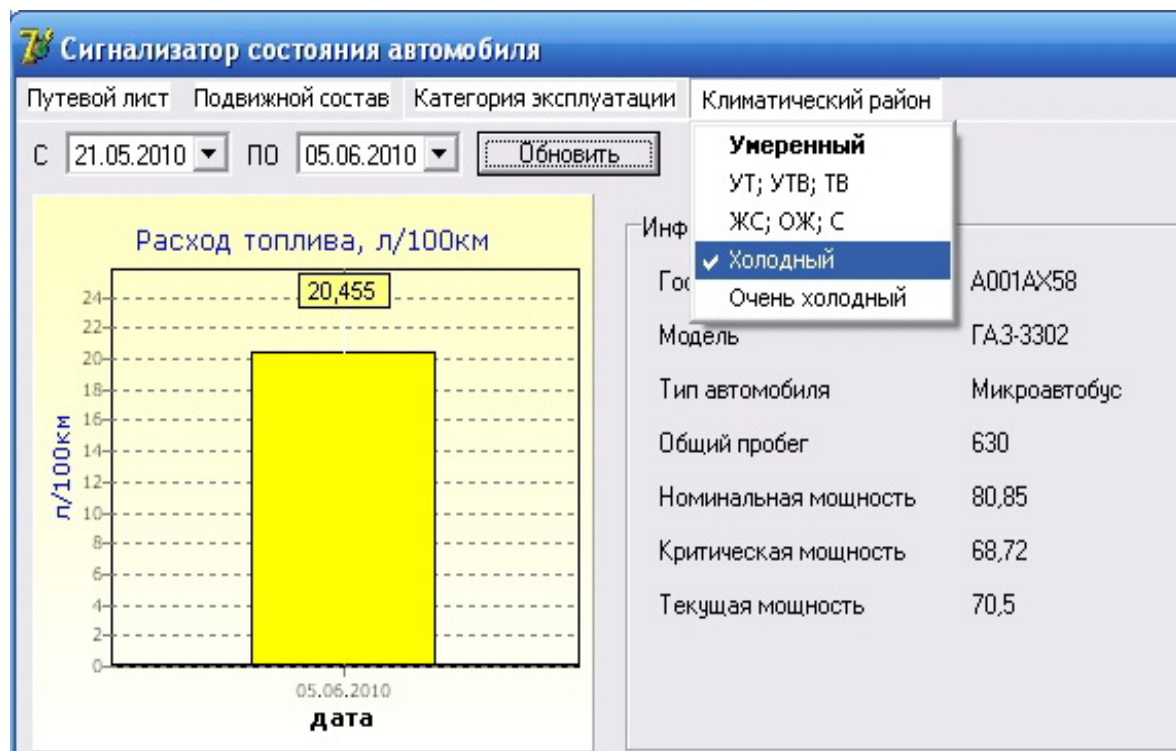 Сигнализатор состояния автомобиля
Путевой лист Подвижной состав Категория эксплуатации Климатический район
С 21.05.2010 ПО 05.06.2010 Обновить
Умеренный
УТ; УТВ; ТВ
ЖС; ОЖ; С
Холодный
Очень холодный
Расход топлива, л/100км
20,455
24
22
20
18
16
14
12
10
8
6
4
2
0
л/100км
05.06.2010
дата
А001АХ58
Модель ГАЗ-3302
Тип автомобиля Микроавтобус
Общий пробег 630
Номинальная мощность 80,85
Критическая мощность 68,72
Текущая мощность 70,5